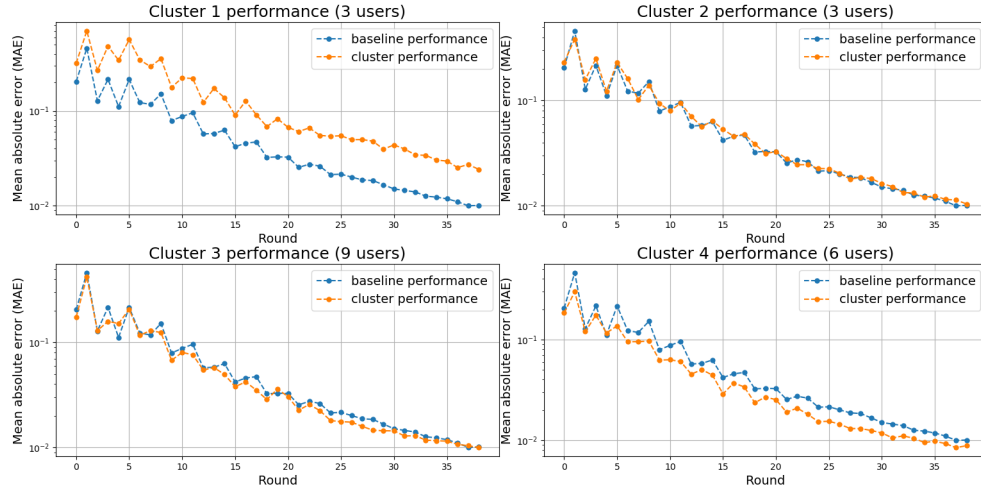 Cluster 1 performance (3 users)
Mean absolute error (MAE)
10⁻¹
10⁻²
baseline performance
cluster performance
0 5 10 15 20 25 30 35
Round
Cluster 2 performance (3 users)
Mean absolute error (MAE)
10⁻¹
10⁻²
baseline performance
cluster performance
0 5 10 15 20 25 30 35
Round
Cluster 3 performance (9 users)
Mean absolute error (MAE)
10⁻¹
10⁻²
baseline performance
cluster performance
0 5 10 15 20 25 30 35
Round
Cluster 4 performance (6 users)
Mean absolute error (MAE)
10⁻¹
10⁻²
baseline performance
cluster performance
0 5 10 15 20 25 30 35
Round